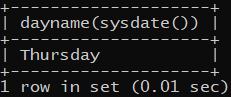 +-------------------+
| dayname(sysdate()) |
+-------------------+
| Thursday |
+-------------------+
1 row in set (0.01 sec)